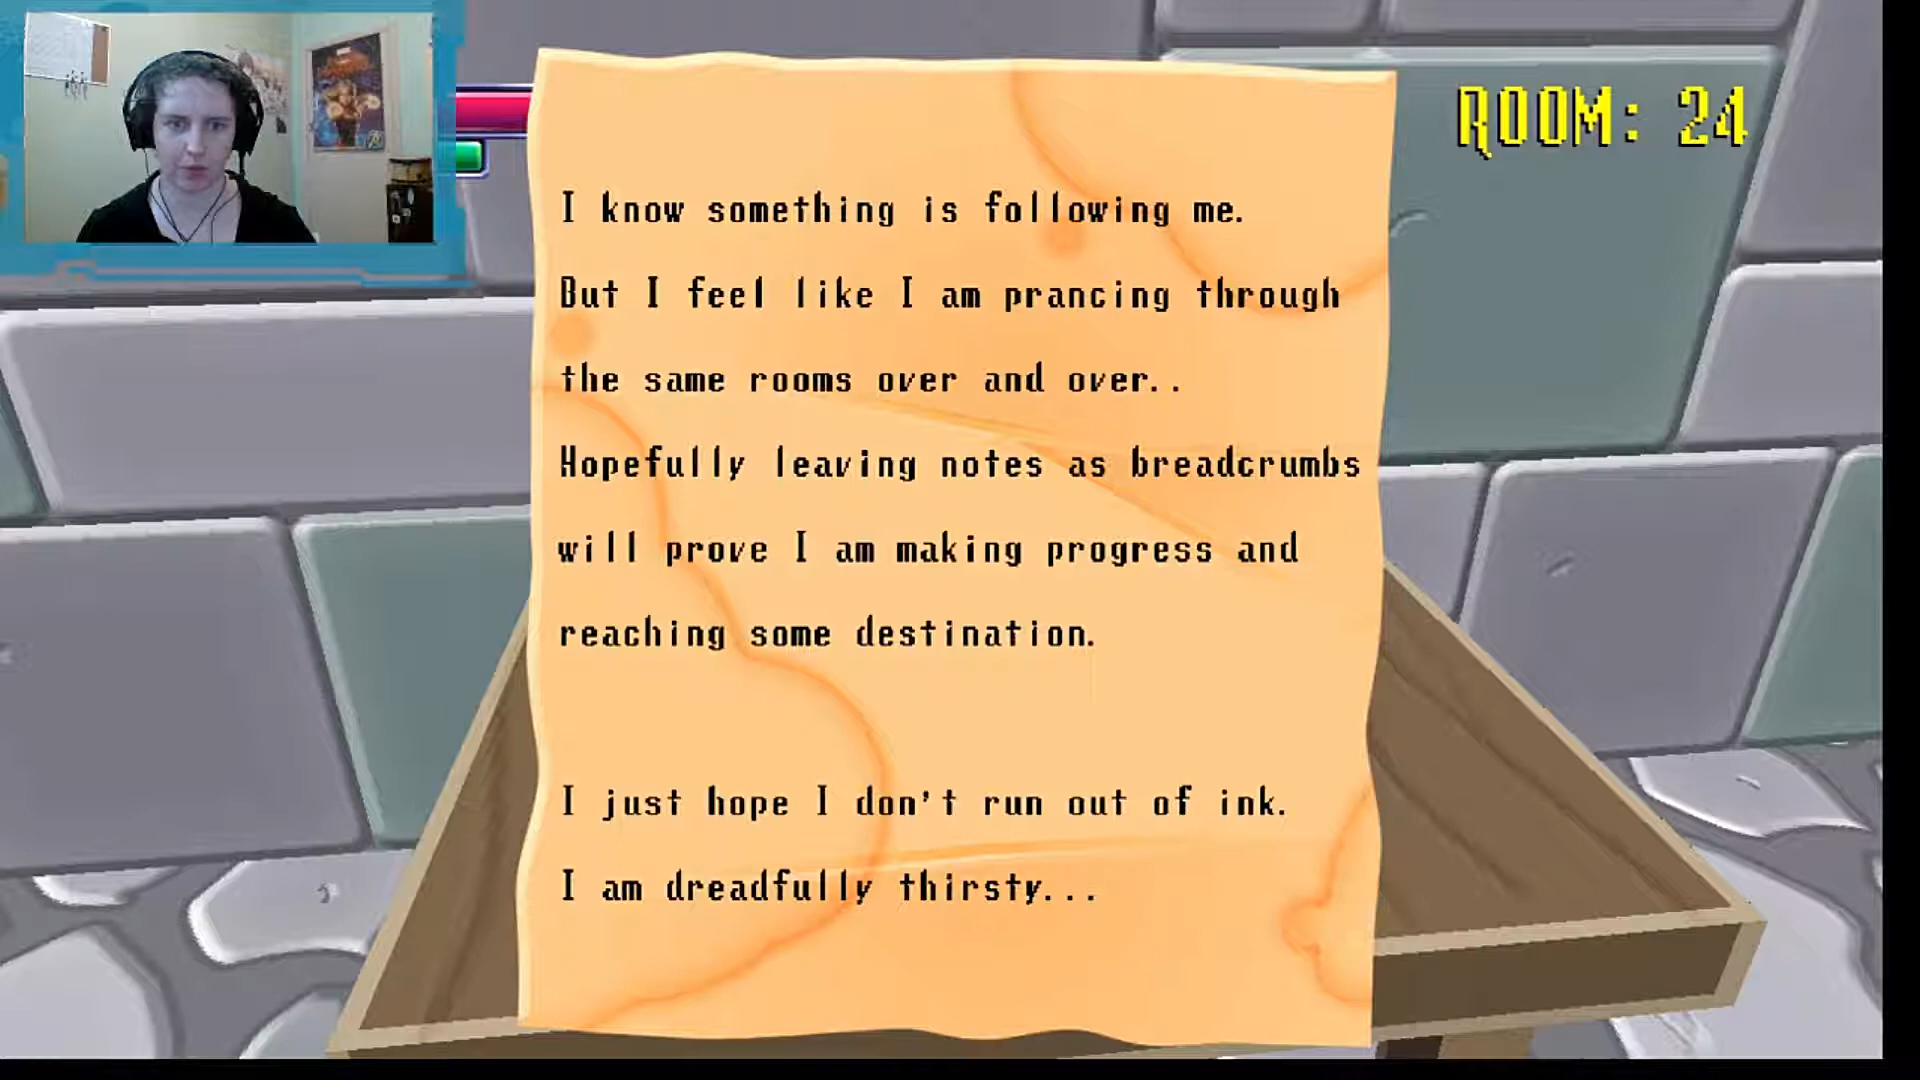 ROOM: 24
I know something is following me.
But I feel like I am prancing through
the same rooms over and over..
Hopefully leaving notes as breadcrumbs
will prove I am making progress and
reaching some destination.
I just hope I don't run out of ink.
I am dreadfully thirsty...